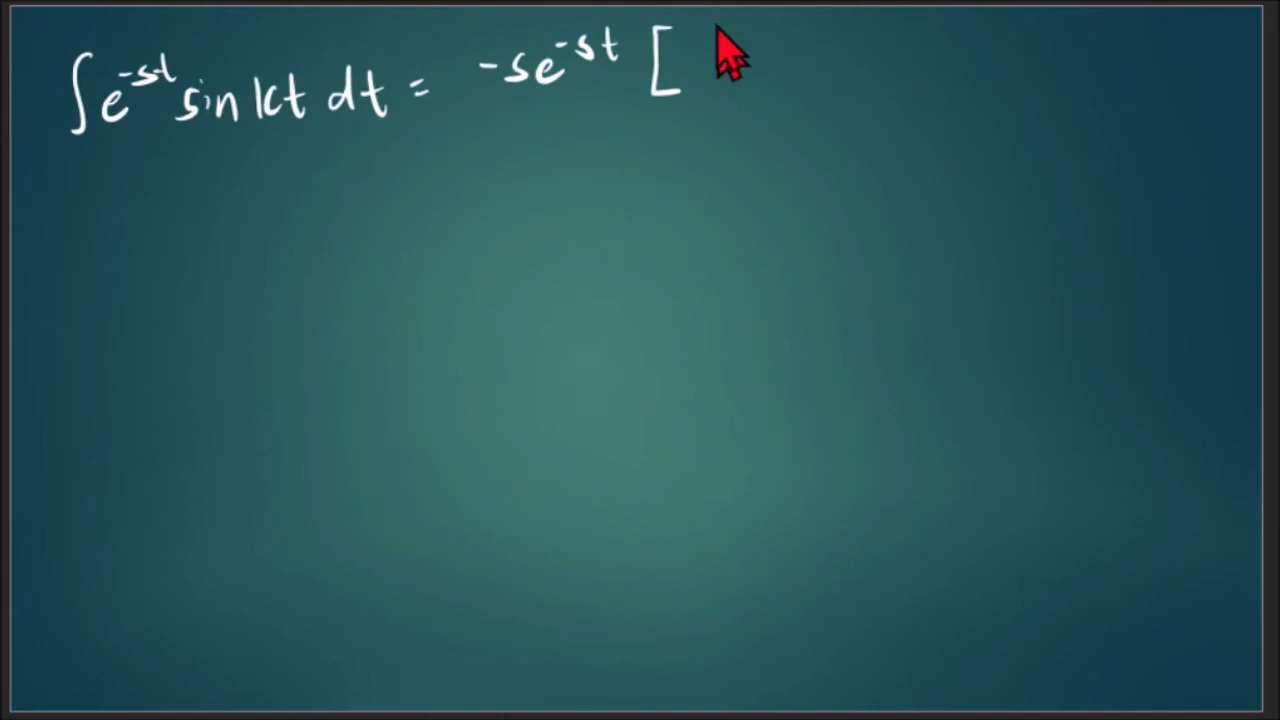 ∫e^{-st} sin kt dt = -se^{-st} [